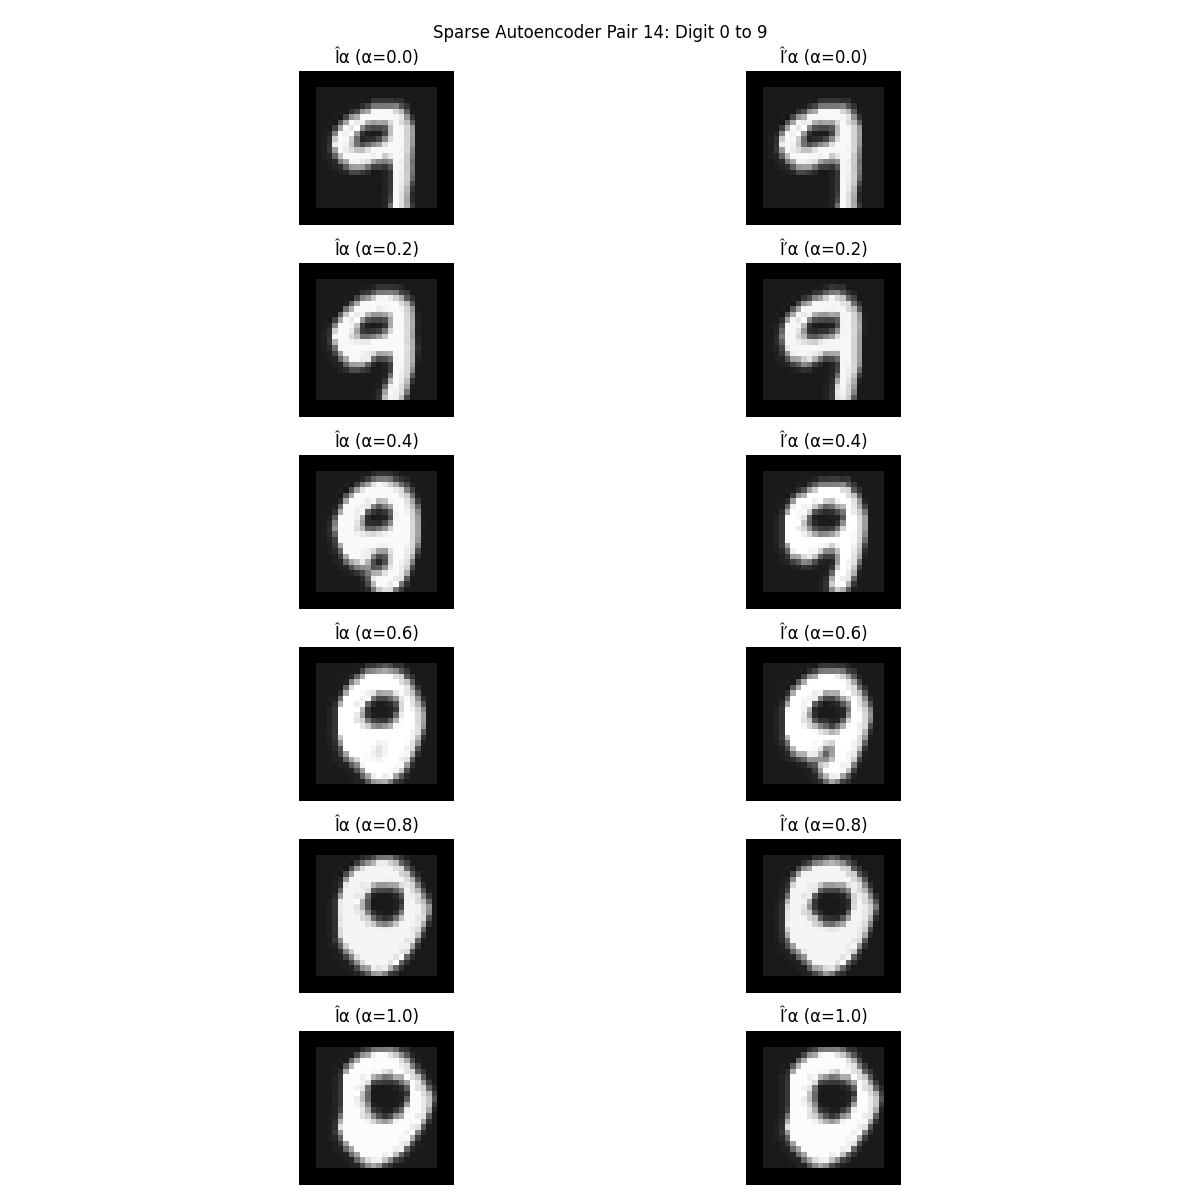 Sparse Autoencoder Pair 14: Digit 0 to 9
Îα (α=0.0) Î′α (α=0.0)
Îα (α=0.2) Î′α (α=0.2)
Îα (α=0.4) Î′α (α=0.4)
Îα (α=0.6) Î′α (α=0.6)
Îα (α=0.8) Î′α (α=0.8)
Îα (α=1.0) Î′α (α=1.0)